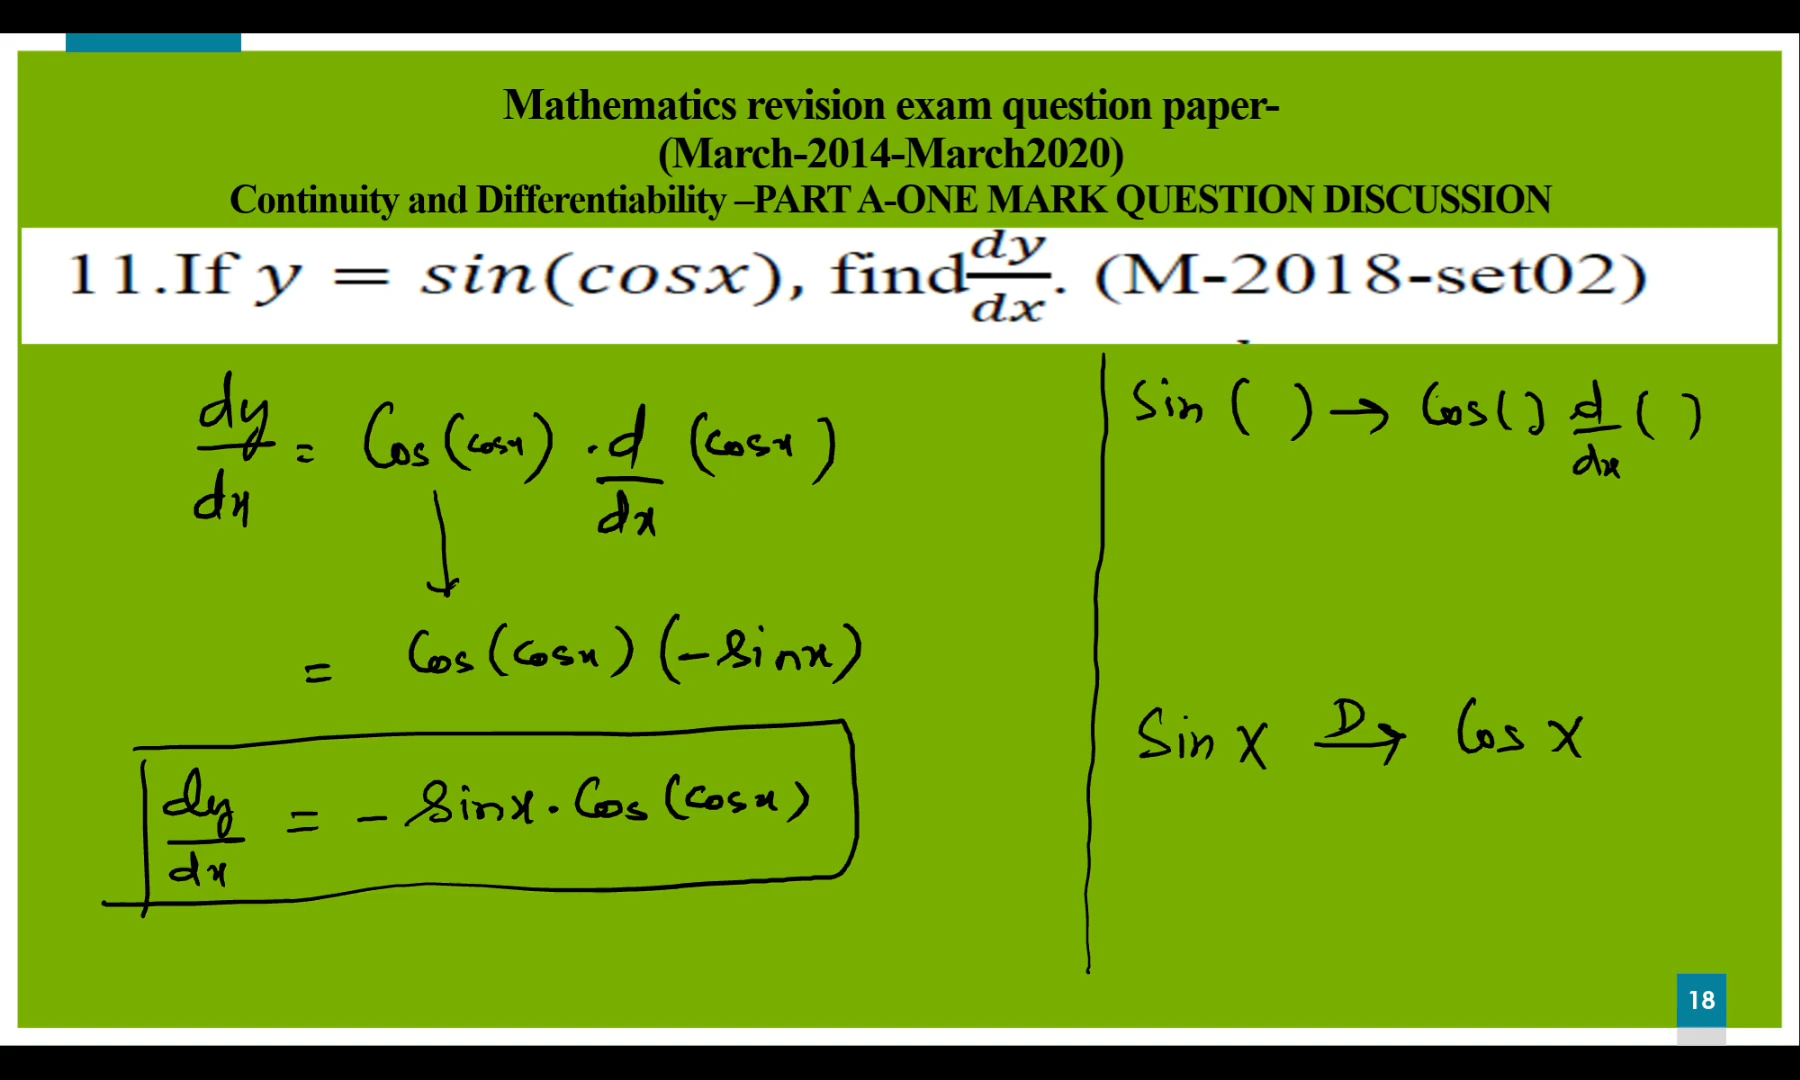 Mathematics revision exam question paper-
(March-2014-March2020)
Continuity and Differentiability –PART A-ONE MARK QUESTION DISCUSSION
11.If y = sin(cosx), find dy/dx. (M-2018-set02)
dy/dx = Cos(cosx) · d/dx (cosx)
= Cos(cosx)(-Sinx)
dy/dx = - Sinx · Cos(cosx)
Sin ( ) → Cos( ) d/dx ( )
Sin x D→ Cos x
18